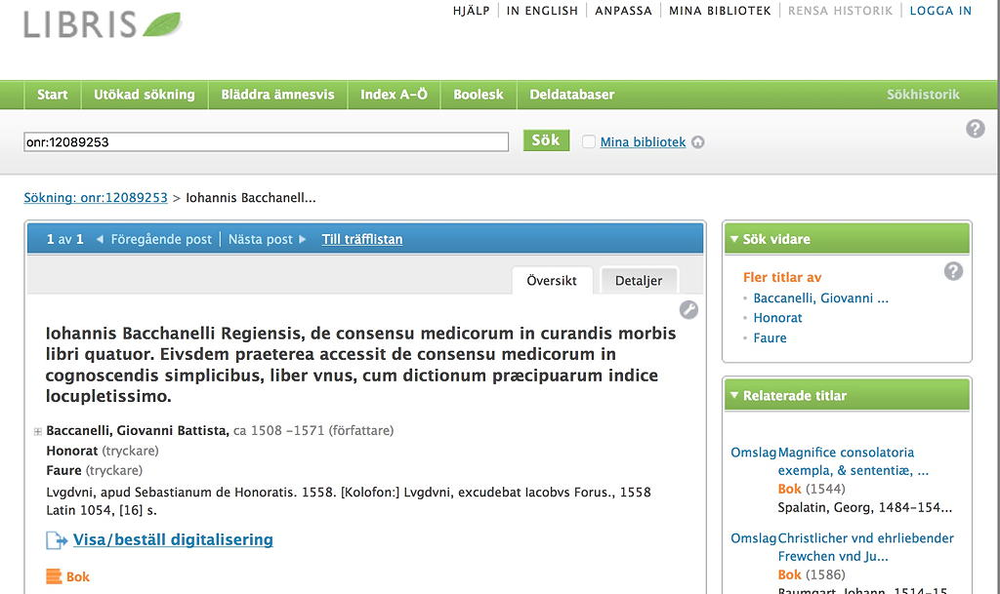 LIBRIS
HJÄLP IN ENGLISH ANPASSA MINA BIBLIOTEK RENSA HISTORIK LOGGA IN
Start Utökad sökning Bläddra ämnesvis Index A-Ö Boolesk Deldatabaser Sökhistorik
?
onr:12089253 Sök Mina bibliotek
Sökning: onr:12089253 > Iohannis Bacchanell...
1 av 1 Föregående post Nästa post Till träfflistan
Översikt Detaljer
Iohannis Bacchanelli Regiensis, de consensu medicorum in curandis morbis
libri quatuor. Eivsdem praeterea accessit de consensu medicorum in
cognoscendis simplicibus, liber vnus, cum dictionum præcipuarum indice
locupletissimo.
Baccanelli, Giovanni Battista, ca 1508 -1571 (författare)
Honorat (tryckare)
Faure (tryckare)
Lvgdvni, apud Sebastianum de Honoratis. 1558. [Kolofon:] Lvgdvni, excudebat Iacobvs Forus., 1558
Latin 1054, [16] s.
Visa/beställ digitalisering
Bok
Sök vidare
Fler titlar av
?
Baccanelli, Giovanni ...
Honorat
Faure
Relaterade titlar
Omslag Magnifice consolatoria
exempla, & sententiæ, ...
Bok (1544)
Spalatin, Georg, 1484-154...
Omslag Christlicher vnd ehrliebender
Frewchen vnd Ju...
Bok (1586)
Baumgart, Johann, 1514-15